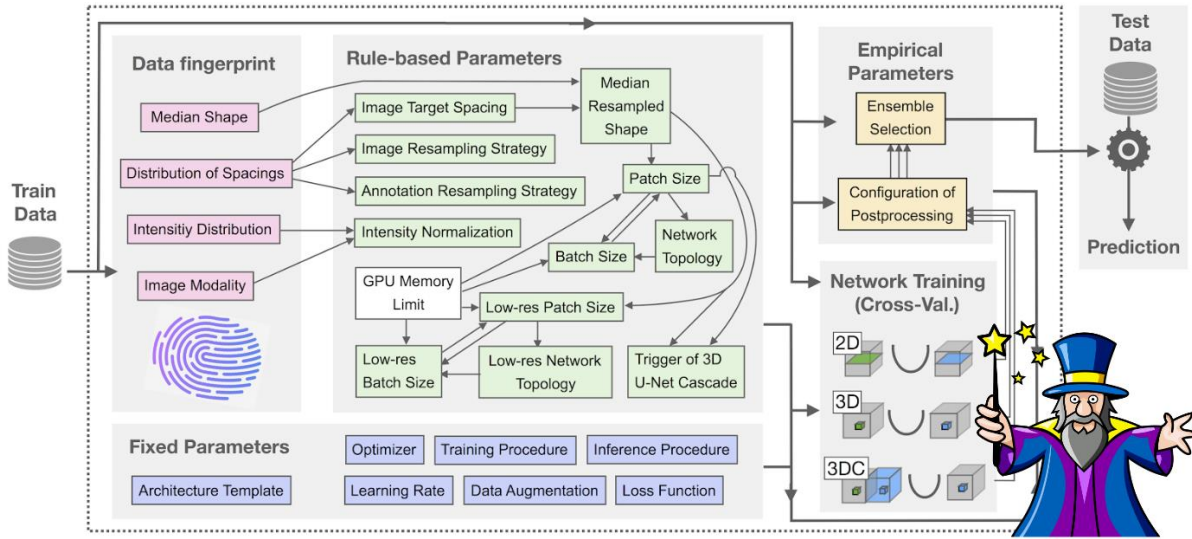 Train
Data
Data fingerprint
Median Shape
Distribution of Spacings
Intensitiy Distribution
Image Modality
Rule-based Parameters
Image Target Spacing
Image Resampling Strategy
Annotation Resampling Strategy
Intensity Normalization
Median
Resampled
Shape
Patch Size
Batch Size
Network
Topology
GPU Memory
Limit
Low-res Patch Size
Low-res
Batch Size
Low-res Network
Topology
Trigger of 3D
U-Net Cascade
Fixed Parameters
Optimizer
Training Procedure
Inference Procedure
Architecture Template
Learning Rate
Data Augmentation
Loss Function
Empirical
Parameters
Ensemble
Selection
Configuration of
Postprocessing
Network Training
(Cross-Val.)
2D
3D
3DC
Test
Data
Prediction